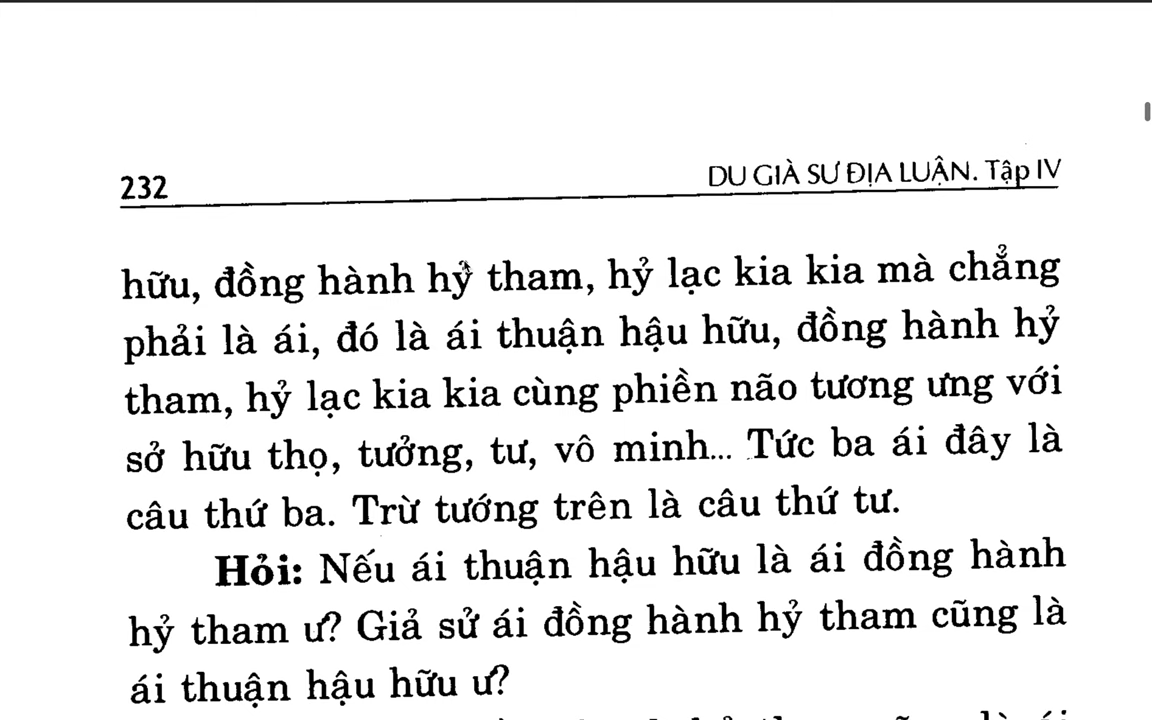 232
DU GIÀ SƯ ĐỊA LUẬN. Tập IV
hữu, đồng hành hỷ tham, hỷ lạc kia kia mà chẳng
phải là ái, đó là ái thuận hậu hữu, đồng hành hỷ
tham, hỷ lạc kia kia cùng phiền não tương ưng với
sở hữu thọ, tưởng, tư, vô minh... Tức ba ái đây là
câu thứ ba. Trừ tướng trên là câu thứ tư.
Hỏi: Nếu ái thuận hậu hữu là ái đồng hành
hỷ tham ư? Giả sử ái đồng hành hỷ tham cũng là
ái thuận hậu hữu ư?